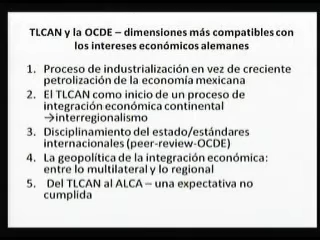 TLCAN y la OCDE – dimensiones más compatibles con
los intereses económicos alemanes
1. Proceso de industrialización en vez de creciente
petrolización de la economía mexicana
2. El TLCAN como inicio de un proceso de
integración económica continental
→interregionalismo
3. Disciplinamiento del estado/estándares
internacionales (peer-review-OCDE)
4. La geopolítica de la integración económica:
entre lo multilateral y lo regional
5. Del TLCAN al ALCA – una expectativa no
cumplida